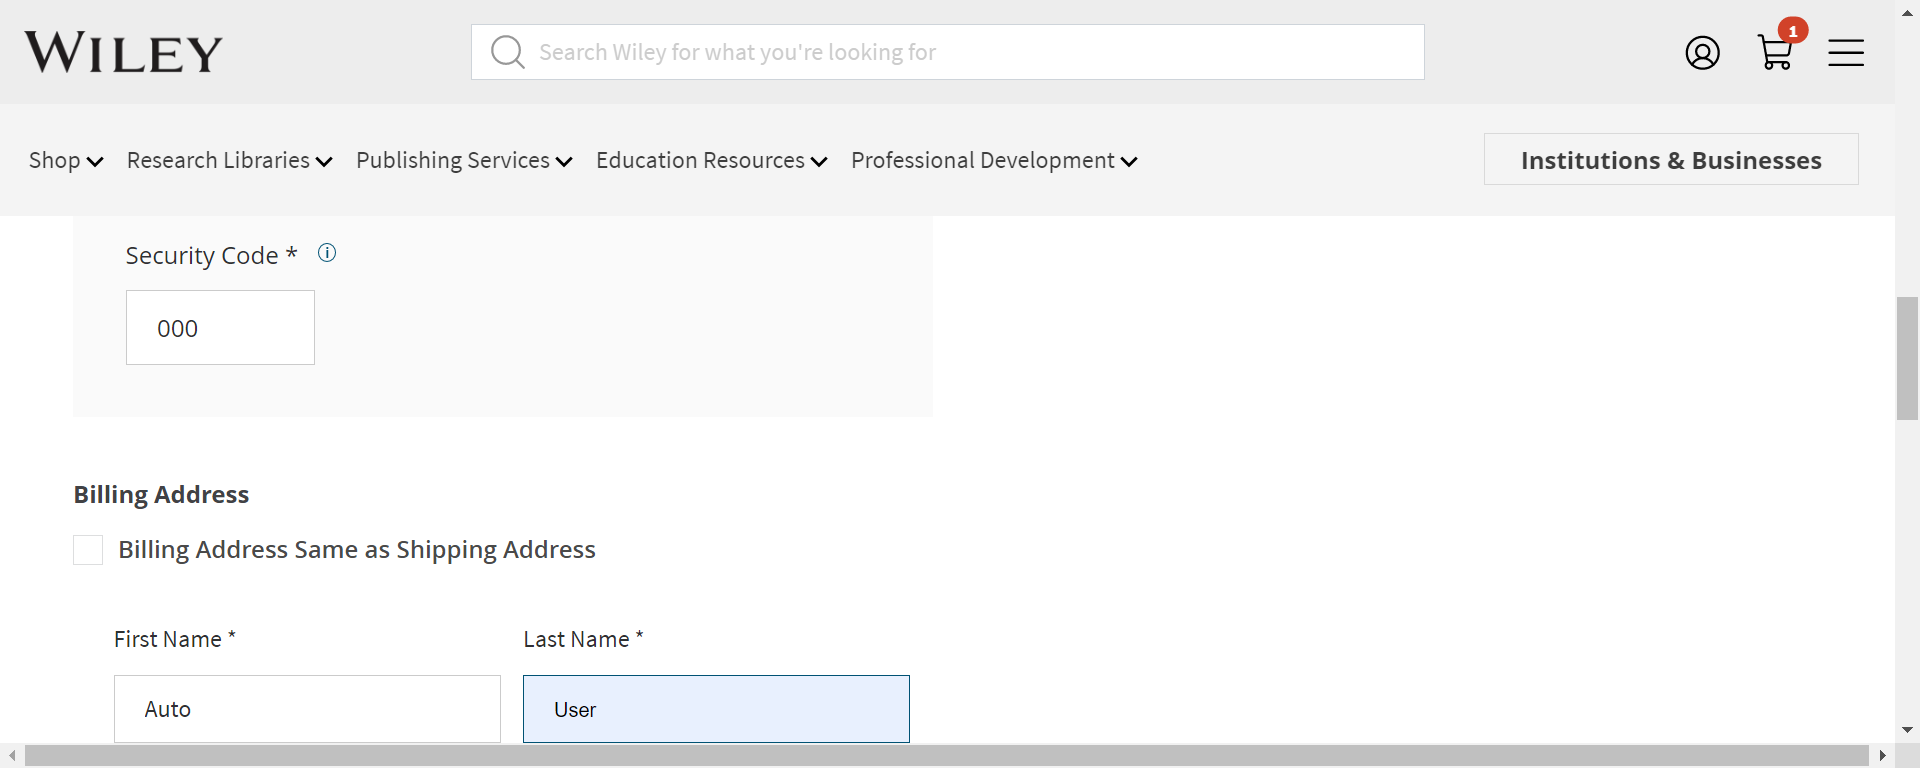 WILEY
Search Wiley for what you're looking for
1
Shop Research Libraries Publishing Services Education Resources Professional Development Institutions & Businesses
Security Code * i
000
Billing Address
Billing Address Same as Shipping Address
First Name * Last Name *
Auto User